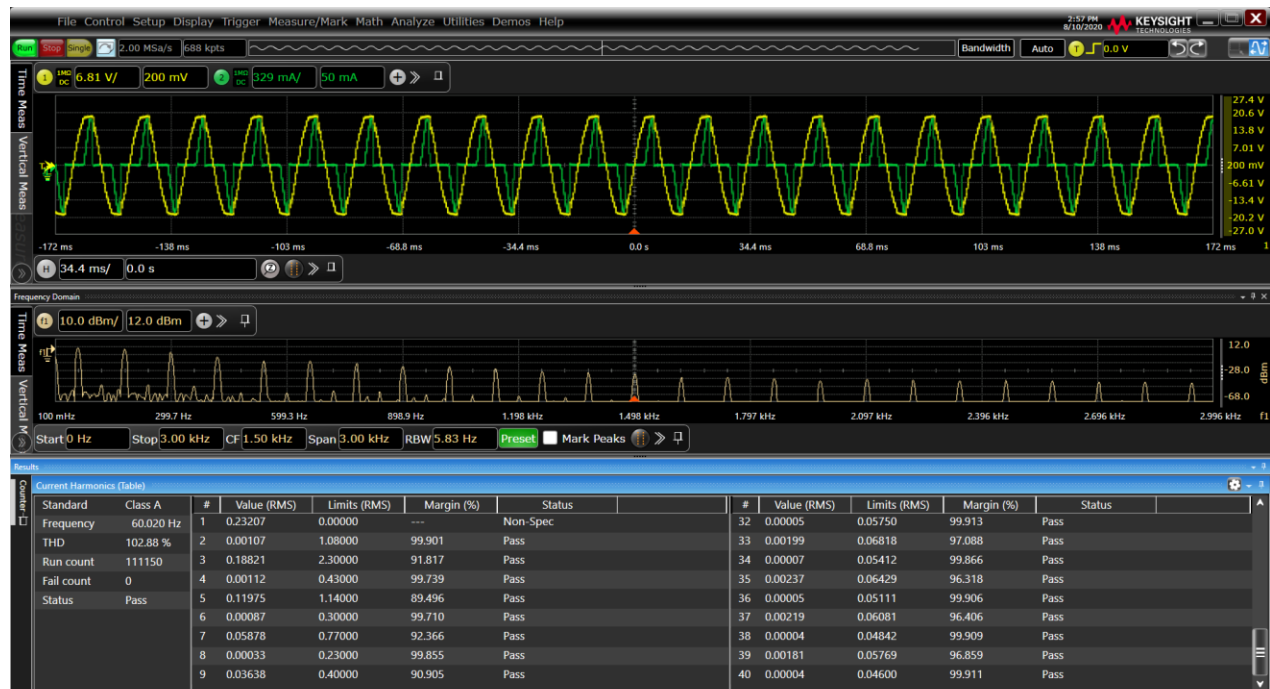 File Control Setup Display Trigger Measure/Mark Math Analyze Utilities Demos Help
2:57 PM
8/10/2020
KEYSIGHT
TECHNOLOGIES
Run Stop Single 2.00 MSa/s 688 kpts Bandwidth Auto T 0.0 V
Time Meas
Vertical Meas
1 1MΩ DC 6.81 V/ 200 mV 2 1MΩ DC 329 mA/ 50 mA
27.4 V
20.6 V
13.8 V
7.01 V
200 mV
-6.61 V
-13.4 V
-20.2 V
-27.0 V
-172 ms -138 ms -103 ms -68.8 ms -34.4 ms 0.0 s 34.4 ms 68.8 ms 103 ms 138 ms 172 ms 1
H 34.4 ms/ 0.0 s
Frequency Domain
Time Meas
Vertical M
f1 10.0 dBm/ 12.0 dBm
12.0
-28.0
-68.0
dBm
100 mHz 299.7 Hz 599.3 Hz 898.9 Hz 1.198 kHz 1.498 kHz 1.797 kHz 2.097 kHz 2.396 kHz 2.696 kHz 2.996 kHz f1
Start 0 Hz Stop 3.00 kHz CF 1.50 kHz Span 3.00 kHz RBW 5.83 Hz Preset Mark Peaks
Results
Counter
Current Harmonics (Table)
Standard Class A # Value (RMS) Limits (RMS) Margin (%) Status # Value (RMS) Limits (RMS) Margin (%) Status
Frequency 60.020 Hz 1 0.23207 0.00000 --- Non-Spec 32 0.00005 0.05750 99.913 Pass
THD 102.88 % 2 0.00107 1.08000 99.901 Pass 33 0.00199 0.06818 97.088 Pass
Run count 111150 3 0.18821 2.30000 91.817 Pass 34 0.00007 0.05412 99.866 Pass
Fail count 0 4 0.00112 0.43000 99.739 Pass 35 0.00237 0.06429 96.318 Pass
Status Pass 5 0.11975 1.14000 89.496 Pass 36 0.00005 0.05111 99.906 Pass
6 0.00087 0.30000 99.710 Pass 37 0.00219 0.06081 96.406 Pass
7 0.05878 0.77000 92.366 Pass 38 0.00004 0.04842 99.909 Pass
8 0.00033 0.23000 99.855 Pass 39 0.00181 0.05769 96.859 Pass
9 0.03638 0.40000 90.905 Pass 40 0.00004 0.04600 99.911 Pass